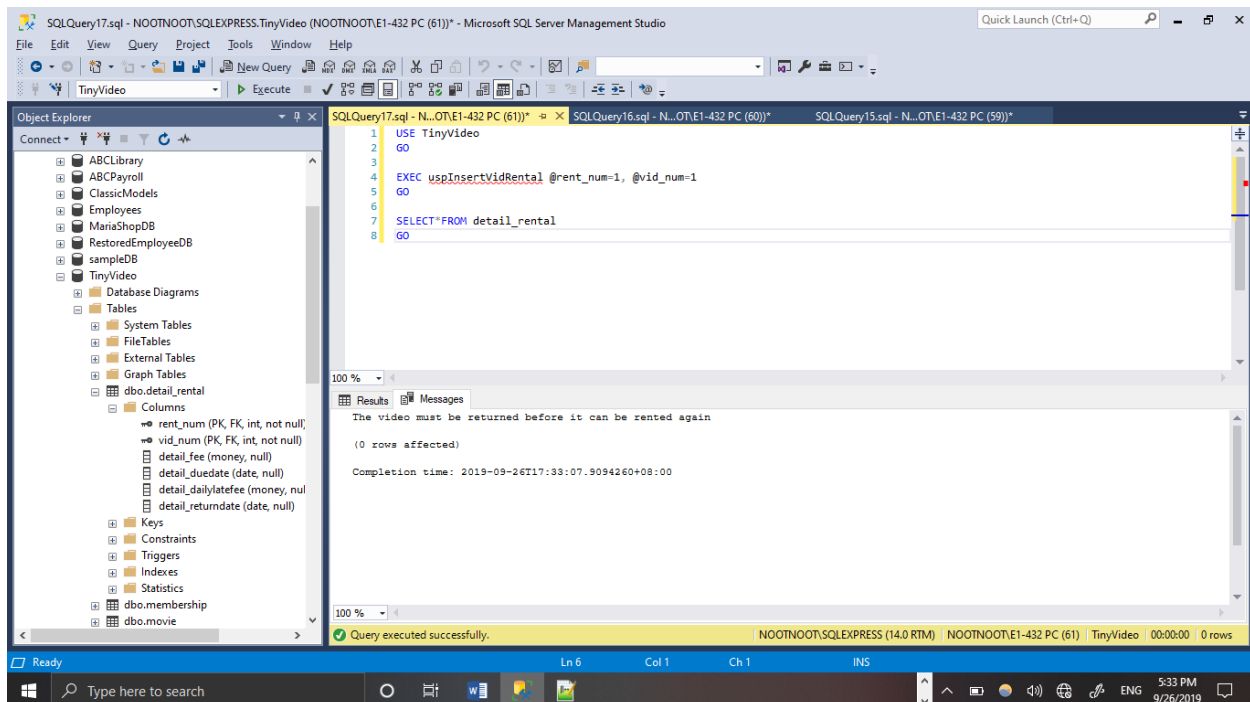 SQLQuery17.sql - NOOTNOOT\SQLEXPRESS.TinyVideo (NOOTNOOT\E1-432 PC (61))* - Microsoft SQL Server Management Studio
Quick Launch (Ctrl+Q)
File Edit View Query Project Tools Window Help
New Query
MDX DMX XMLA DAX
TinyVideo
Execute
Object Explorer
Connect
ABCLibrary
ABCPayroll
ClassicModels
Employees
MariaShopDB
RestoredEmployeeDB
sampleDB
TinyVideo
Database Diagrams
Tables
System Tables
FileTables
External Tables
Graph Tables
dbo.detail_rental
Columns
rent_num (PK, FK, int, not null)
vid_num (PK, FK, int, not null)
detail_fee (money, null)
detail_duedate (date, null)
detail_dailylatefee (money, nul
detail_returndate (date, null)
Keys
Constraints
Triggers
Indexes
Statistics
dbo.membership
dbo.movie
SQLQuery17.sql - N...OT\E1-432 PC (61))* SQLQuery16.sql - N...OT\E1-432 PC (60))* SQLQuery15.sql - N...OT\E1-432 PC (59))*
1 USE TinyVideo
2 GO
3
4 EXEC uspInsertVidRental @rent_num=1, @vid_num=1
5 GO
6
7 SELECT*FROM detail_rental
8 GO
100 %
Results Messages
The video must be returned before it can be rented again
(0 rows affected)
Completion time: 2019-09-26T17:33:07.9094260+08:00
100 %
Query executed successfully. NOOTNOOT\SQLEXPRESS (14.0 RTM) NOOTNOOT\E1-432 PC (61) TinyVideo 00:00:00 0 rows
Ready Ln 6 Col 1 Ch 1 INS
Type here to search
ENG
5:33 PM
9/26/2019